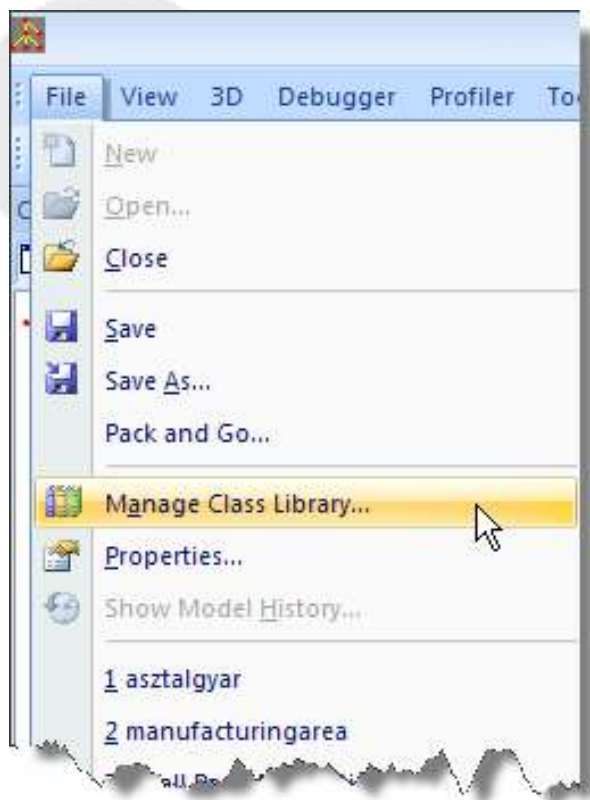 File View 3D Debugger Profiler
New
Open...
Close
Save
Save As...
Pack and Go...
Manage Class Library...
Properties...
Show Model History...
1 asztalgyar
2 manufacturingarea